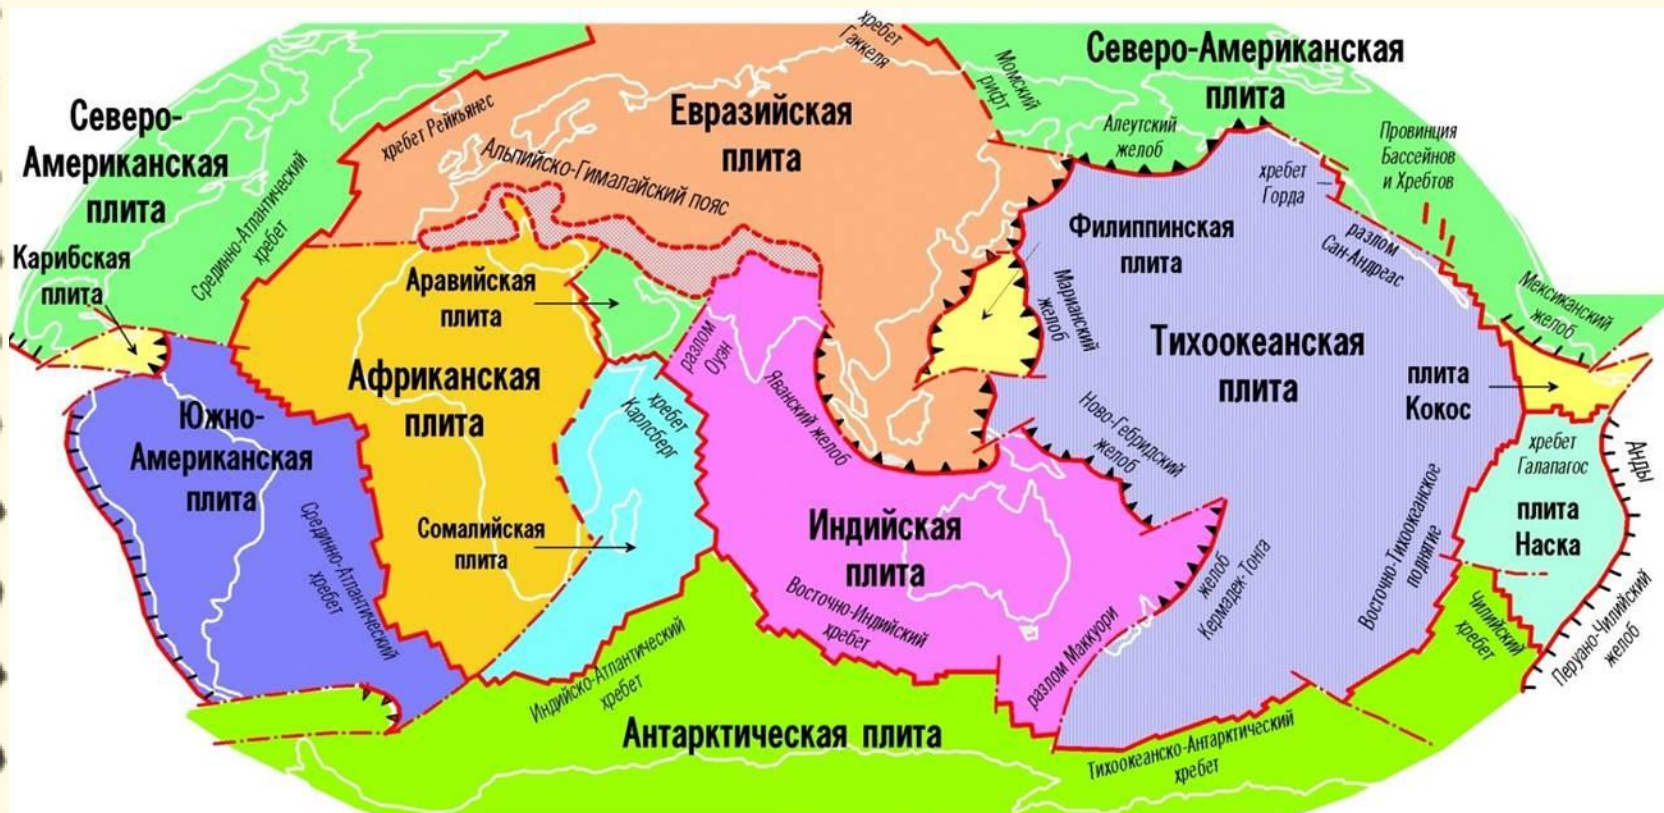 Северо-
Американская
плита
Карибская
плита
Срединно-Атлантический
хребет
хребет Рейкьянес
Альпийско-Гималайский пояс
Евразийская
плита
хребет
Гаккеля
Момский
рифт
Северо-Американская
плита
Алеутский
желоб
Провинция
Бассейнов
и Хребтов
хребет
Горда
разлом
Сан-Андреас
Мексиканский
желоб
Филиппинская
плита
Марианский
желоб
Тихоокеанская
плита
плита
Кокос
Аравийская
плита
Африканская
плита
разлом
Оуэн
хребет
Карлсберг
Яванский желоб
Ново-Гебридский
желоб
Южно-
Американская
плита
Срединно-Атлантический
хребет
Сомалийская
плита
Индийская
плита
Восточно-Индийский
хребет
разлом Маккуори
желоб
Кермадек-Тонга
Восточно-Тихоокеанское
поднятие
хребет
Галапагос
Анды
плита
Наска
Чилийский
хребет
Перуано-Чилийский
желоб
Индийско-Атлантический
хребет
Антарктическая плита
Тихоокеанско-Антарктический
хребет